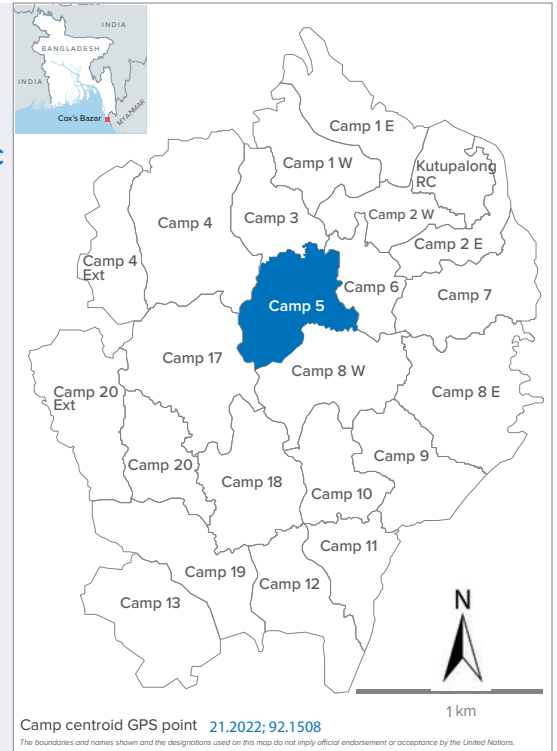 INDIA
BANGLADESH
INDIA
MYANMAR
Cox's Bazar
Camp 1 E
Camp 1 W
Kutupalong
RC
Camp 4
Camp 3
Camp 2 W
Camp 2 E
Camp 4
Ext
Camp 6
Camp 7
Camp 5
Camp 17
Camp 8 W
Camp 20
Ext
Camp 8 E
Camp 20
Camp 9
Camp 18
Camp 10
Camp 11
Camp 19
Camp 12
Camp 13
N
1 km
Camp centroid GPS point 21.2022; 92.1508
The boundaries and names shown and the designations used on this map do not imply official endorsement or acceptance by the United Nations.